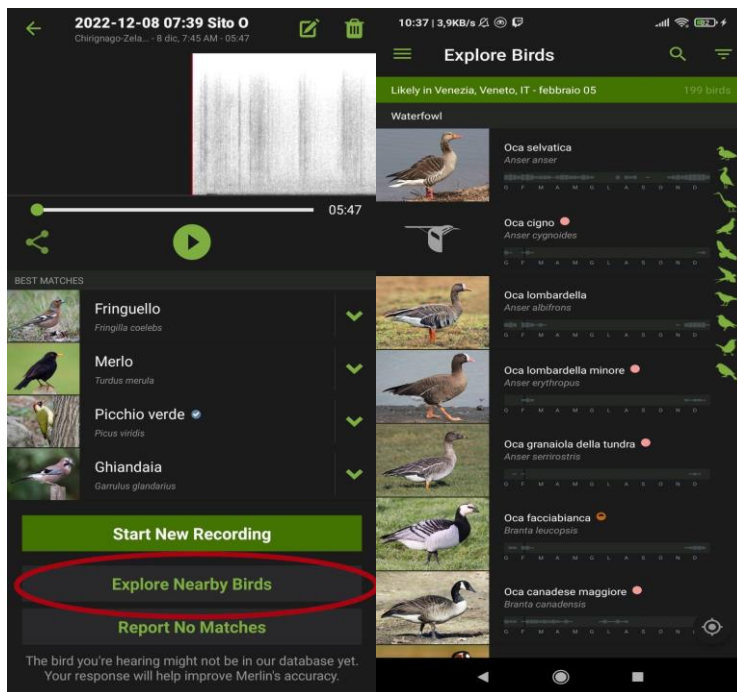 2022-12-08 07:39 Sito O
Chirignago-Zela... - 8 dic, 7:45 AM - 05:47
05:47
BEST MATCHES
Fringuello
Fringilla coelebs
Merlo
Turdus merula
Picchio verde
Picus viridis
Ghiandaia
Garrulus glandarius
Start New Recording
Explore Nearby Birds
Report No Matches
The bird you're hearing might not be in our database yet.
Your response will help improve Merlin's accuracy.
10:37 | 3,9KB/s
Explore Birds
Likely in Venezia, Veneto, IT - febbraio 05 199 birds
Waterfowl
Oca selvatica
Anser anser
G F M A M G L A S O N D
Oca cigno
Anser cygnoides
G F M A M G L A S O N D
Oca lombardella
Anser albifrons
G F M A M G L A S O N D
Oca lombardella minore
Anser erythropus
G F M A M G L A S O N D
Oca granaiola della tundra
Anser serrirostris
G F M A M G L A S O N D
Oca facciabianca
Branta leucopsis
G F M A M G L A S O N D
Oca canadese maggiore
Branta canadensis
G F M A M G L A S O N D